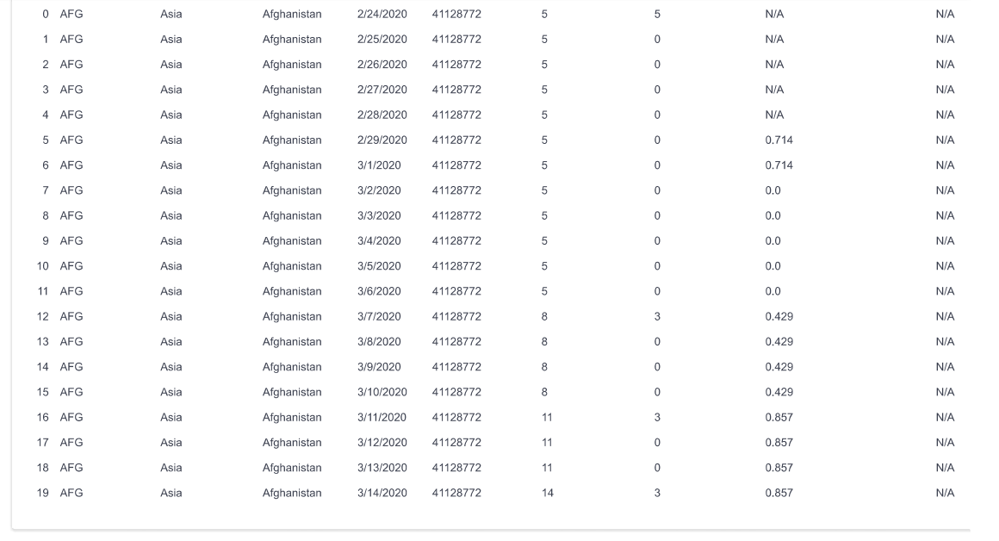 0 AFG Asia Afghanistan 2/24/2020 41128772 5 5 N/A N/A
1 AFG Asia Afghanistan 2/25/2020 41128772 5 0 N/A N/A
2 AFG Asia Afghanistan 2/26/2020 41128772 5 0 N/A N/A
3 AFG Asia Afghanistan 2/27/2020 41128772 5 0 N/A N/A
4 AFG Asia Afghanistan 2/28/2020 41128772 5 0 N/A N/A
5 AFG Asia Afghanistan 2/29/2020 41128772 5 0 0.714 N/A
6 AFG Asia Afghanistan 3/1/2020 41128772 5 0 0.714 N/A
7 AFG Asia Afghanistan 3/2/2020 41128772 5 0 0.0 N/A
8 AFG Asia Afghanistan 3/3/2020 41128772 5 0 0.0 N/A
9 AFG Asia Afghanistan 3/4/2020 41128772 5 0 0.0 N/A
10 AFG Asia Afghanistan 3/5/2020 41128772 5 0 0.0 N/A
11 AFG Asia Afghanistan 3/6/2020 41128772 5 0 0.0 N/A
12 AFG Asia Afghanistan 3/7/2020 41128772 8 3 0.429 N/A
13 AFG Asia Afghanistan 3/8/2020 41128772 8 0 0.429 N/A
14 AFG Asia Afghanistan 3/9/2020 41128772 8 0 0.429 N/A
15 AFG Asia Afghanistan 3/10/2020 41128772 8 0 0.429 N/A
16 AFG Asia Afghanistan 3/11/2020 41128772 11 3 0.857 N/A
17 AFG Asia Afghanistan 3/12/2020 41128772 11 0 0.857 N/A
18 AFG Asia Afghanistan 3/13/2020 41128772 11 0 0.857 N/A
19 AFG Asia Afghanistan 3/14/2020 41128772 14 3 0.857 N/A